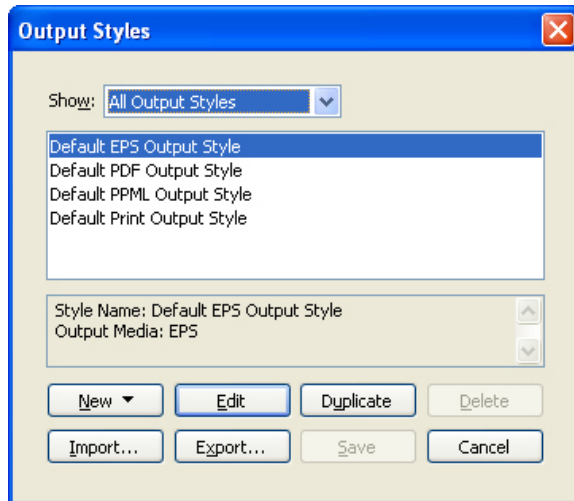 Output Styles
Show: All Output Styles
Default EPS Output Style
Default PDF Output Style
Default PPML Output Style
Default Print Output Style
Style Name: Default EPS Output Style
Output Media: EPS
New Edit Duplicate Delete
Import... Export... Save Cancel